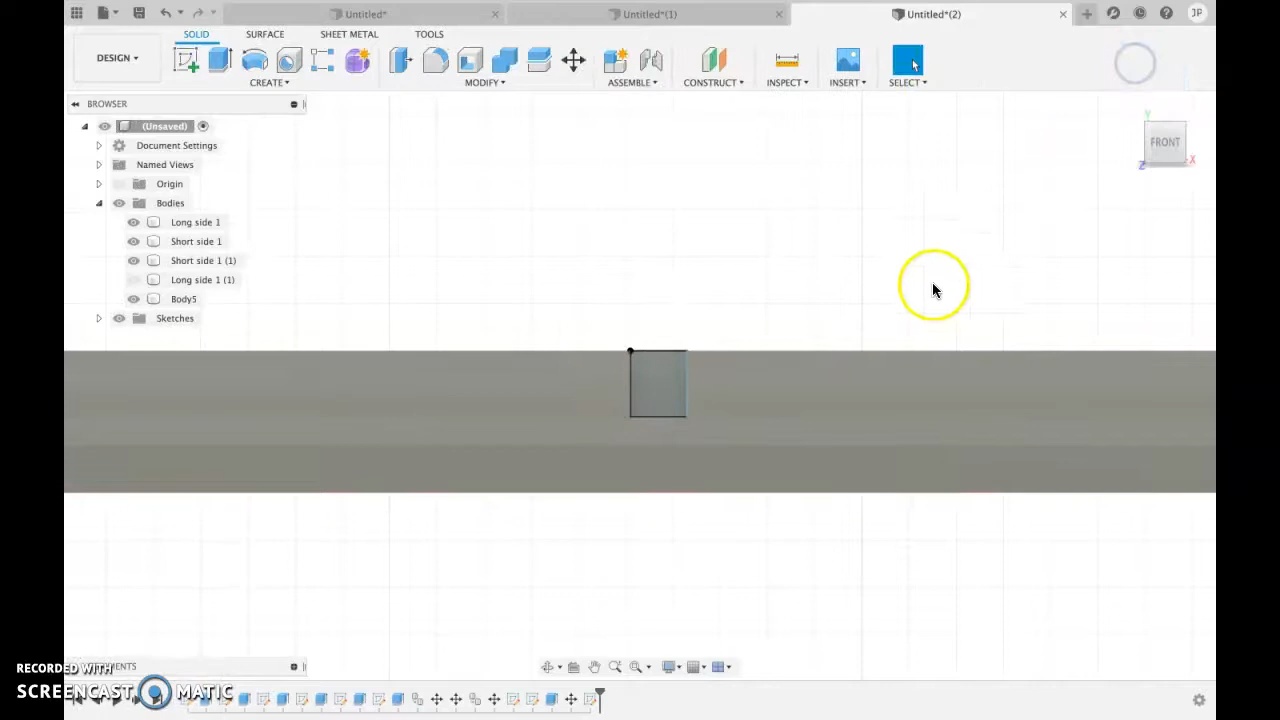 Untitled*
Untitled*(1)
Untitled*(2)
JP
DESIGN
SOLID
SURFACE
SHEET METAL
TOOLS
CREATE
MODIFY
ASSEMBLE
CONSTRUCT
INSPECT
INSERT
SELECT
BROWSER
(Unsaved)
Document Settings
Named Views
Origin
Bodies
Long side 1
Short side 1
Short side 1 (1)
Long side 1 (1)
Body5
Sketches
Y
FRONT
Z
X
RECORDED WITH
SCREENCAST MATIC